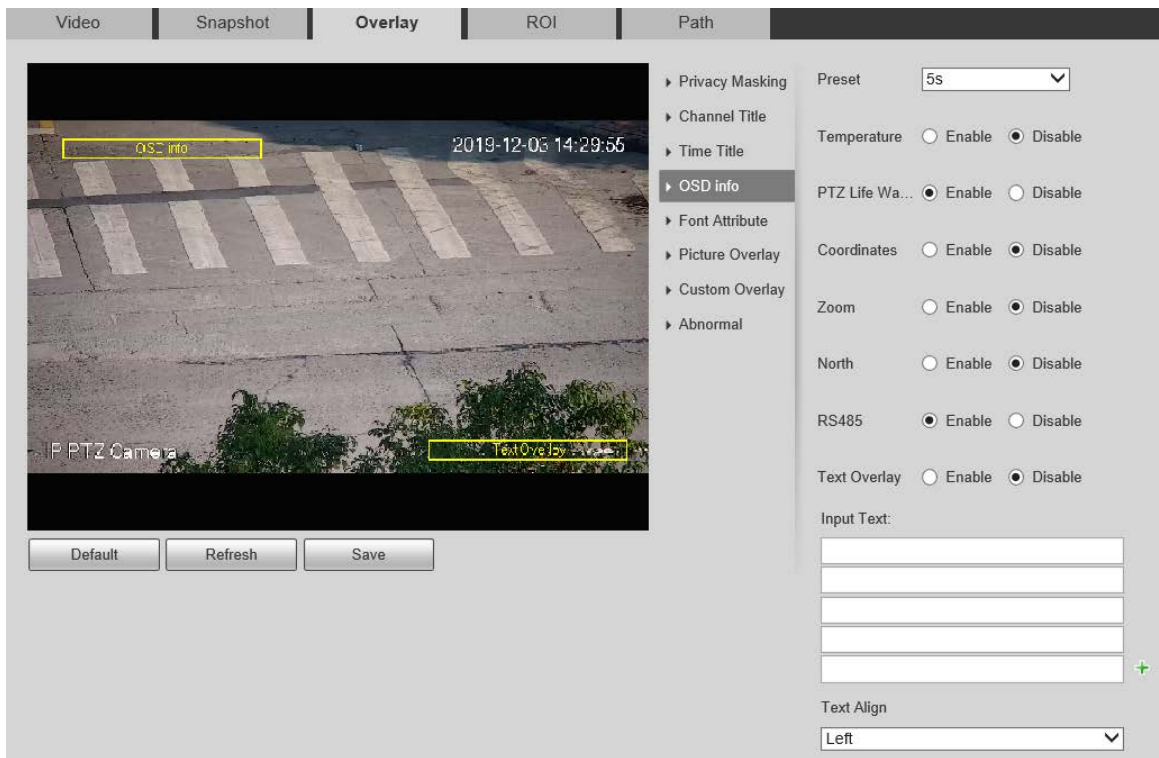 Video Snapshot Overlay ROI Path
OSD info
2019-12-03 14:29:55
IP PTZ Camera
Text Overlay
Default Refresh Save
Privacy Masking
Channel Title
Time Title
OSD info
Font Attribute
Picture Overlay
Custom Overlay
Abnormal
Preset 5s
Temperature Enable Disable
PTZ Life Wa... Enable Disable
Coordinates Enable Disable
Zoom Enable Disable
North Enable Disable
RS485 Enable Disable
Text Overlay Enable Disable
Input Text:
Text Align
Left